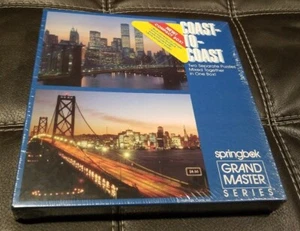 COAST-
TO-
COAST
Two Separate Puzzles
Mixed Together
in One Box!
springbok
GRAND
MASTER
SERIES